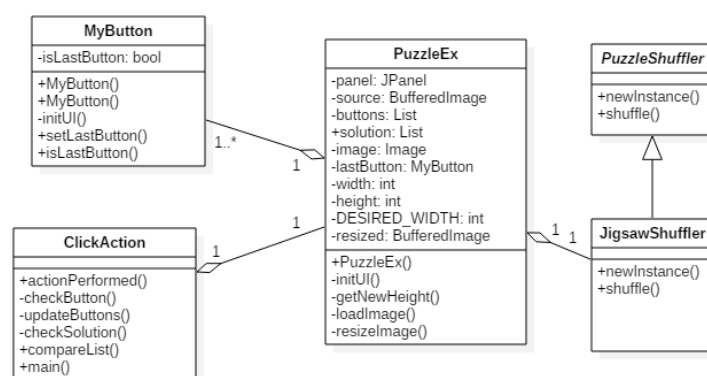 MyButton
-isLastButton: bool
+MyButton()
+MyButton()
-initUI()
+setLastButton()
+isLastButton()
1..*
1
PuzzleEx
-panel: JPanel
-source: BufferedImage
-buttons: List
+solution: List
-image: Image
-lastButton: MyButton
-width: int
-height: int
-DESIRED_WIDTH: int
-resized: BufferedImage
+PuzzleEx()
-initUI()
-getNewHeight()
-loadImage()
-resizeImage()
PuzzleShuffler
+newInstance()
+shuffle()
ClickAction
+actionPerformed()
-checkButton()
-updateButtons()
-checkSolution()
+compareList()
+main()
1
1
1
1
JigsawShuffler
+newInstance()
+shuffle()